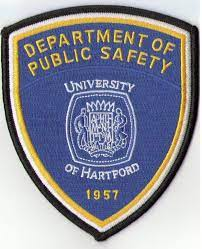 DEPARTMENT OF
PUBLIC SAFETY
UNIVERSITY
OF HARTFORD
1957